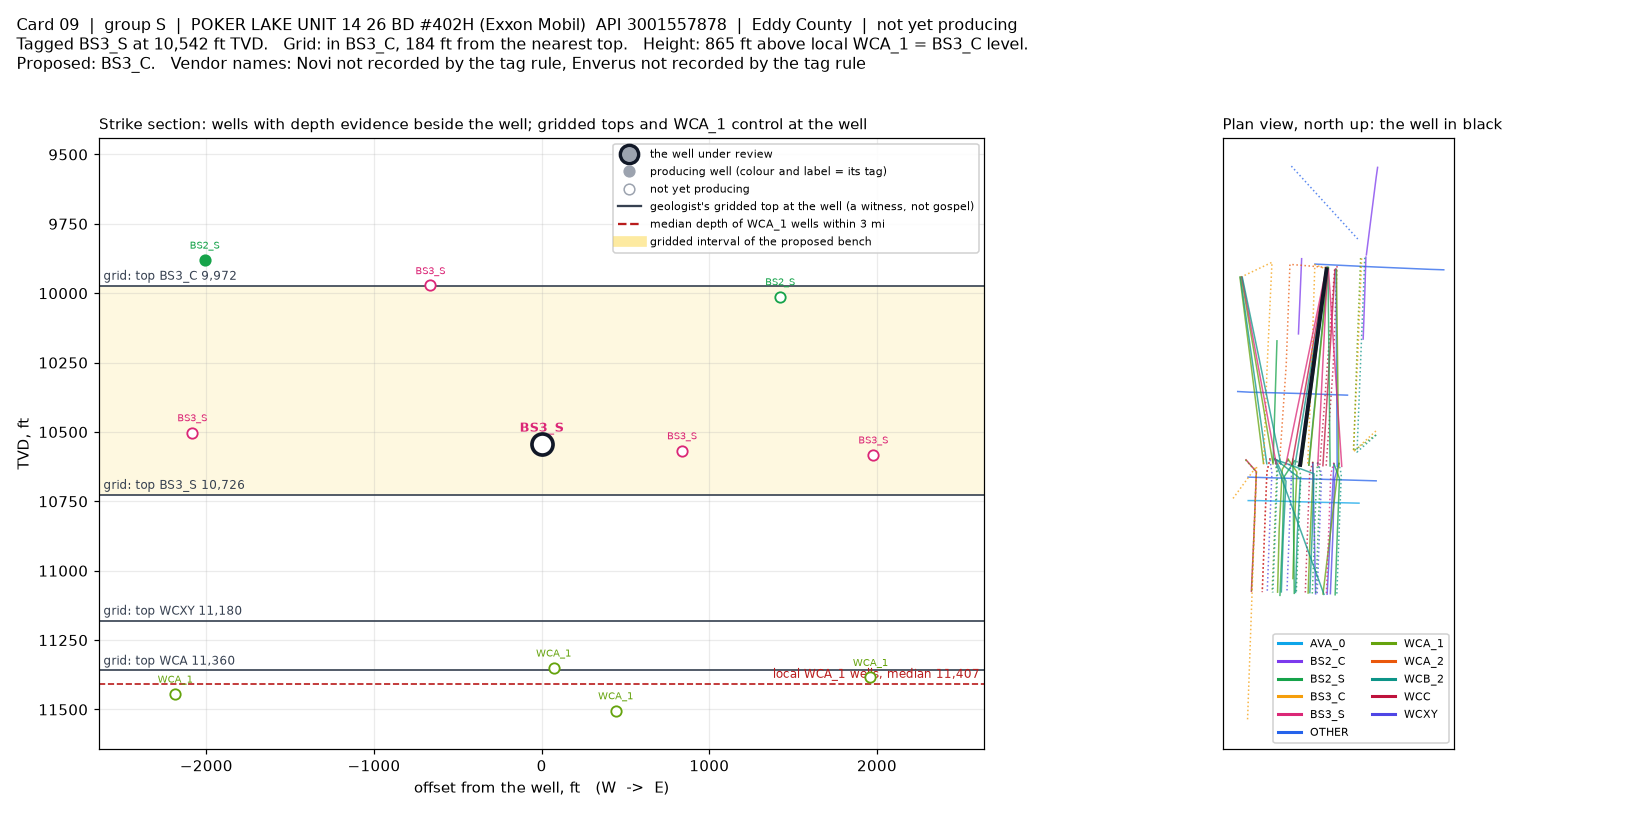 Card 09 | group S | POKER LAKE UNIT 14 26 BD #402H (Exxon Mobil) API 3001557878 | Eddy County | not yet producing
Tagged BS3_S at 10,542 ft TVD. Grid: in BS3_C, 184 ft from the nearest top. Height: 865 ft above local WCA_1 = BS3_C level.
Proposed: BS3_C. Vendor names: Novi not recorded by the tag rule, Enverus not recorded by the tag rule
Strike section: wells with depth evidence beside the well; gridded tops and WCA_1 control at the well
the well under review
producing well (colour and label = its tag)
not yet producing
geologist's gridded top at the well (a witness, not gospel)
median depth of WCA_1 wells within 3 mi
gridded interval of the proposed bench
9500
9750
10000
10250
10500
10750
11000
11250
11500
TVD, ft
BS2_S
grid: top BS3_C 9,972
BS3_S
BS2_S
BS3_S
BS3_S
BS3_S
BS3_S
grid: top BS3_S 10,726
grid: top WCXY 11,180
grid: top WCA 11,360
WCA_1
WCA_1
local WCA_1 wells, median 11,407
WCA_1
WCA_1
−2000
−1000
0
1000
2000
offset from the well, ft (W -> E)
Plan view, north up: the well in black
AVA_0
BS2_C
BS2_S
BS3_C
BS3_S
OTHER
WCA_1
WCA_2
WCB_2
WCC
WCXY